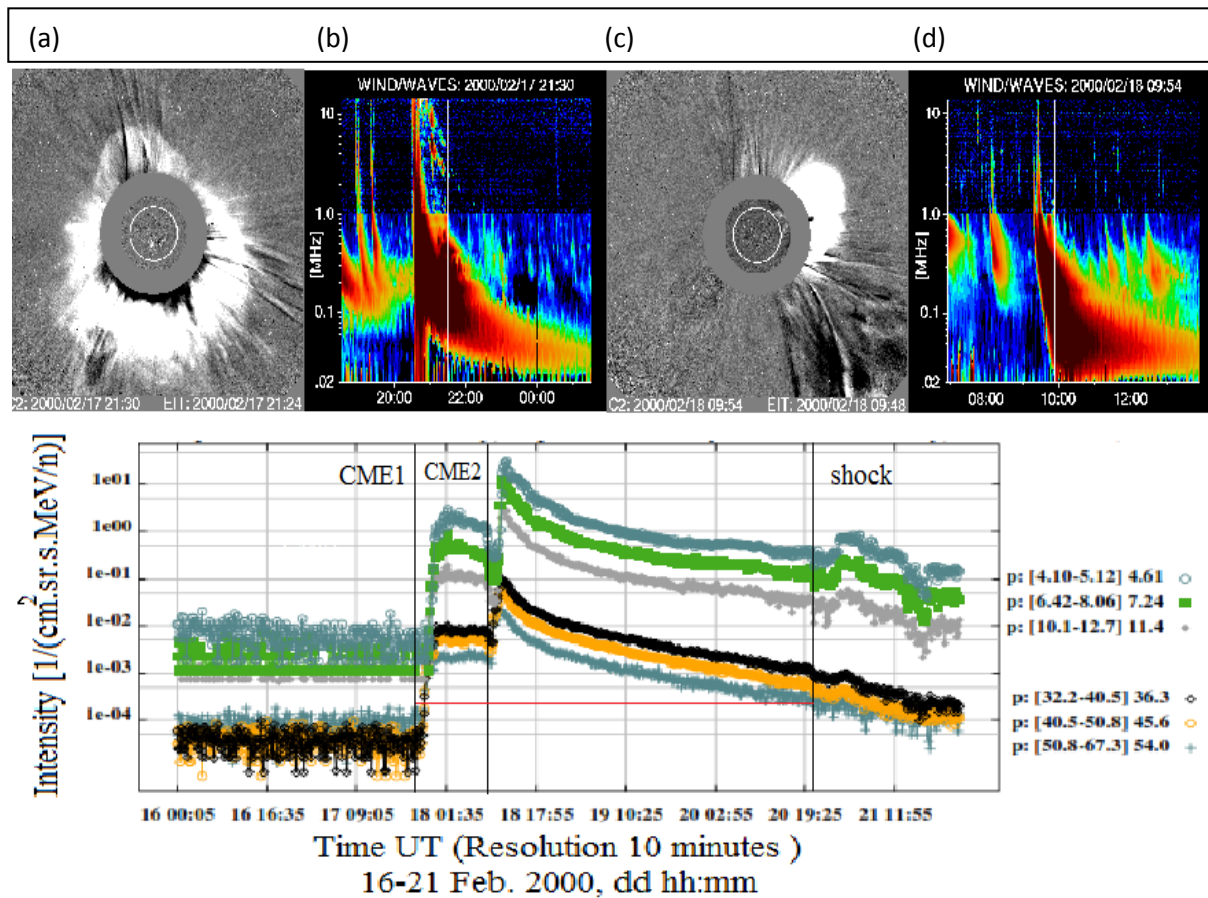 (a) (b) (c) (d)
WIND/WAVES: 2000/02/17 21:30
WIND/WAVES: 2000/02/18 09:54
10
1.0
[MHz]
0.1
.02
20:00 22:00 00:00
C2: 2000/02/17 21:30 EIT: 2000/02/17 21:24
10
1.0
[MHz]
0.1
.02
08:00 10:00 12:00
C2: 2000/02/18 09:54 EIT: 2000/02/18 09:48
Intensity [1/(cm².sr.s.MeV/n)]
1e01
1e00
1e-01
1e-02
1e-03
1e-04
CME1 CME2 shock
p: [4.10-5.12] 4.61
p: [6.42-8.06] 7.24
p: [10.1-12.7] 11.4
p: [32.2-40.5] 36.3
p: [40.5-50.8] 45.6
p: [50.8-67.3] 54.0
16 00:05 16 16:35 17 09:05 18 01:35 18 17:55 19 10:25 20 02:55 20 19:25 21 11:55
Time UT (Resolution 10 minutes )
16-21 Feb. 2000, dd hh:mm